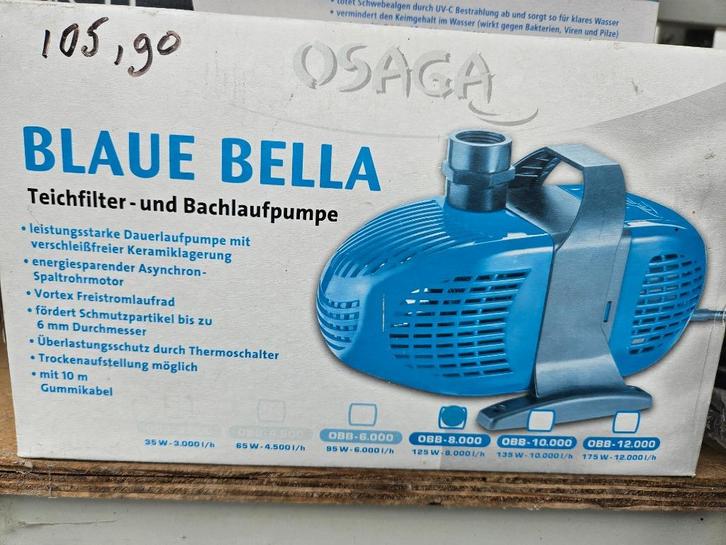 • tötet Schwebealgen durch UV-C Bestrahlung ab und sorgt so für klares Wasser
• vermindert den Keimgehalt im Wasser (wirkt gegen Bakterien, Viren und Pilze)
105,90
OSAGA
BLAUE BELLA
Teichfilter- und Bachlaufpumpe
• leistungsstarke Dauerlaufpumpe mit
verschleißfreier Keramiklagerung
• energiesparender Asynchron-
Spaltrohrmotor
• Vortex Freistromlaufrad
• fördert Schmutzpartikel bis zu
6 mm Durchmesser
• Überlastungsschutz durch Thermoschalter
• Trockenaufstellung möglich
• mit 10 m
Gummikabel
OBB-6.000 OBB-8.000 OBB-10.000 OBB-12.000
35 W - 3.000 l/h 65 W - 4.500 l/h 95 W - 6.000 l/h 125 W - 8.000 l/h 135 W - 10.000 l/h 175 W - 12.000 l/h